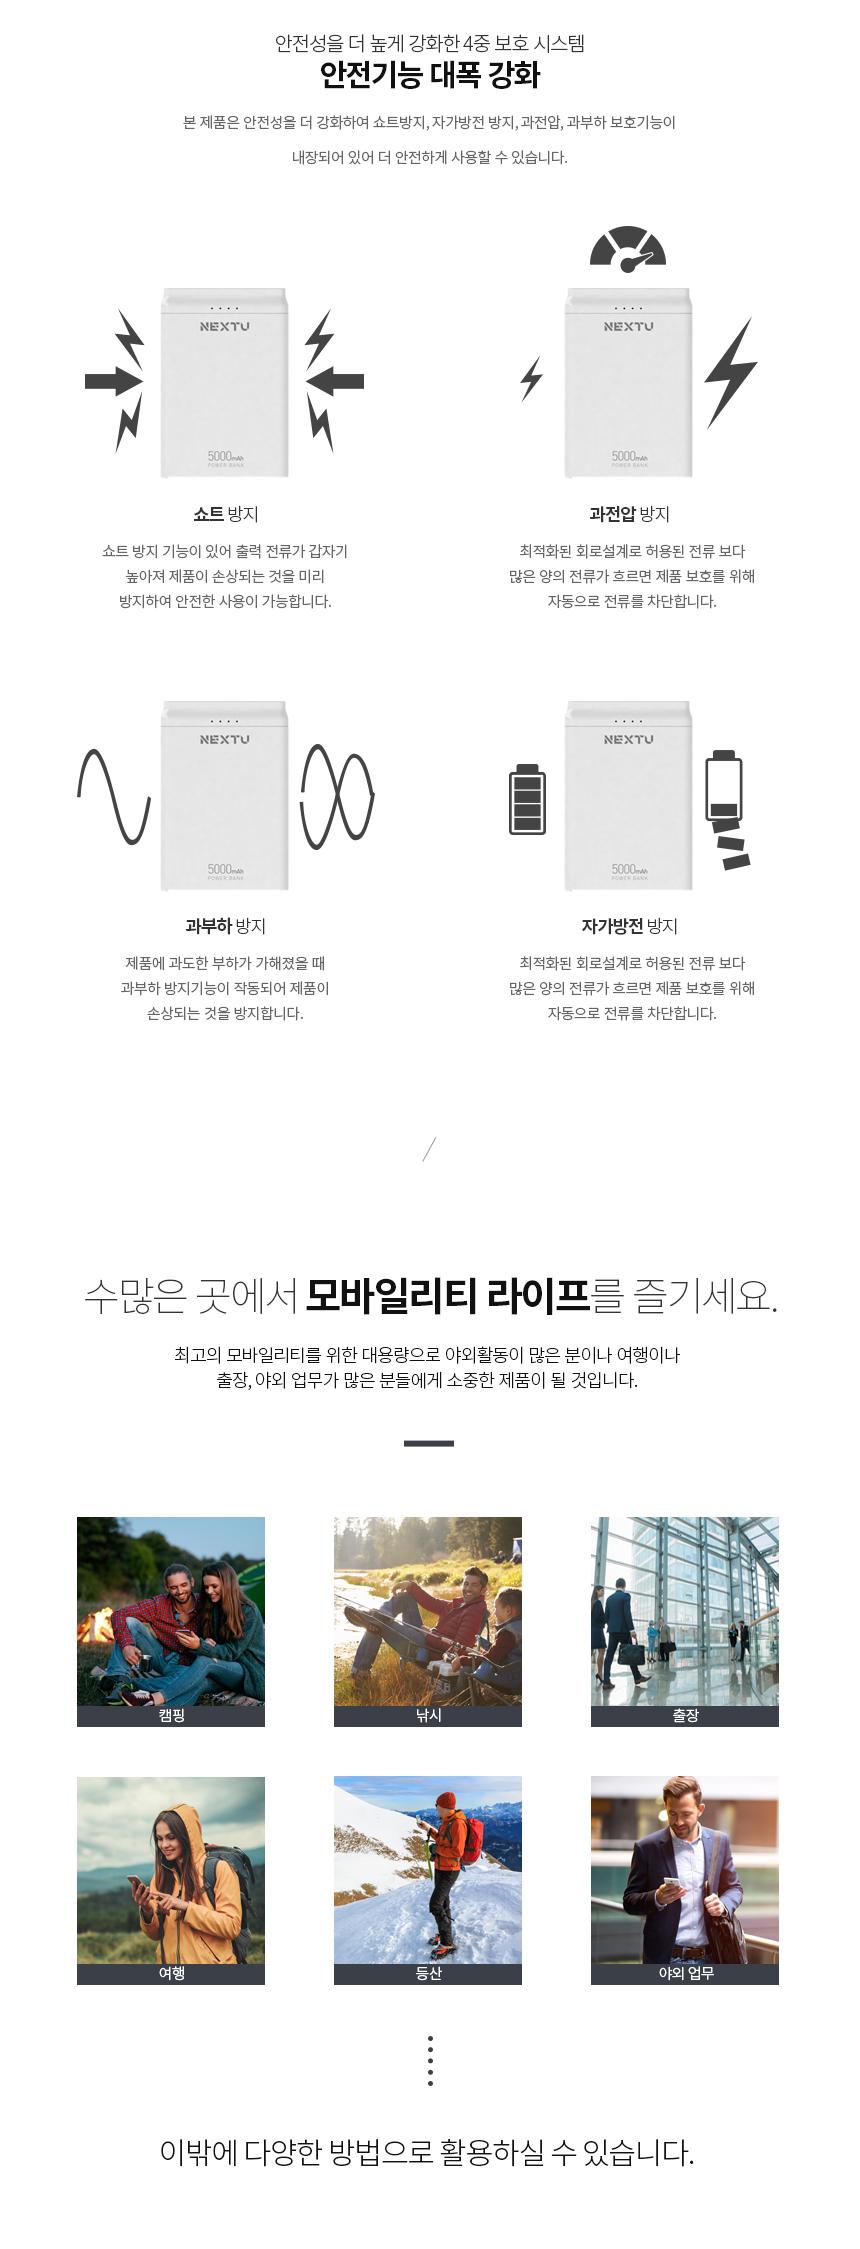 안전성을 더 높게 강화한 4중 보호 시스템
안전기능 대폭 강화
본 제품은 안전성을 더 강화하여 쇼트방지, 자가방전 방지, 과전압, 과부하 보호기능이
내장되어 있어 더 안전하게 사용할 수 있습니다.
NEXTU
5000mAh
POWER BANK
NEXTU
5000mAh
POWER BANK
쇼트 방지
쇼트 방지 기능이 있어 출력 전류가 갑자기
높아져 제품이 손상되는 것을 미리
방지하여 안전한 사용이 가능합니다.
과전압 방지
최적화된 회로설계로 허용된 전류 보다
많은 양의 전류가 흐르면 제품 보호를 위해
자동으로 전류를 차단합니다.
NEXTU
5000mAh
POWER BANK
NEXTU
5000mAh
POWER BANK
과부하 방지
제품에 과도한 부하가 가해졌을 때
과부하 방지기능이 작동되어 제품이
손상되는 것을 방지합니다.
자가방전 방지
최적화된 회로설계로 허용된 전류 보다
많은 양의 전류가 흐르면 제품 보호를 위해
자동으로 전류를 차단합니다.
수많은 곳에서 모바일리티 라이프를 즐기세요.
최고의 모바일리티를 위한 대용량으로 야외활동이 많은 분이나 여행이나
출장, 야외 업무가 많은 분들에게 소중한 제품이 될 것입니다.
캠핑
낚시
출장
여행
등산
야외 업무
이밖에 다양한 방법으로 활용하실 수 있습니다.